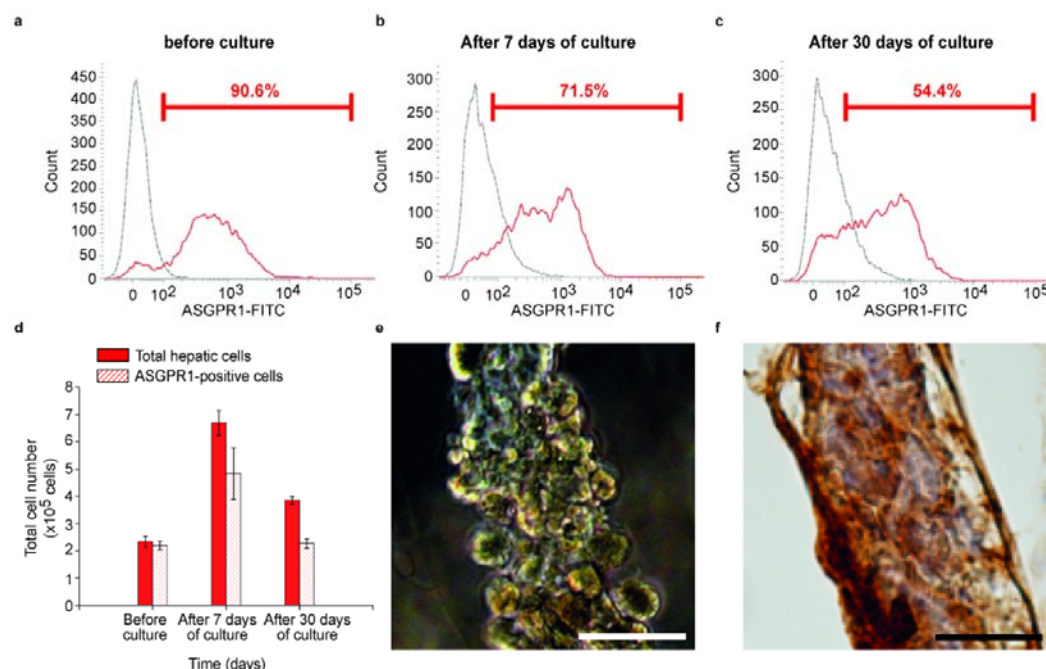 a
before culture
90.6%
450
400
350
300
250
200
150
100
50
0
Count
0 10² 10³ 10⁴ 10⁵
ASGPR1-FITC
b
After 7 days of culture
71.5%
300
250
200
150
100
50
0
Count
0 10² 10³ 10⁴ 10⁵
ASGPR1-FITC
c
After 30 days of culture
54.4%
300
250
200
150
100
50
0
Count
0 10² 10³ 10⁴ 10⁵
ASGPR1-FITC
d
Total hepatic cells
ASGPR1-positive cells
8
7
6
5
4
3
2
1
0
Total cell number
(x10⁵ cells)
Before
culture
After 7 days
of culture
After 30 days
of culture
Time (days)
e
f